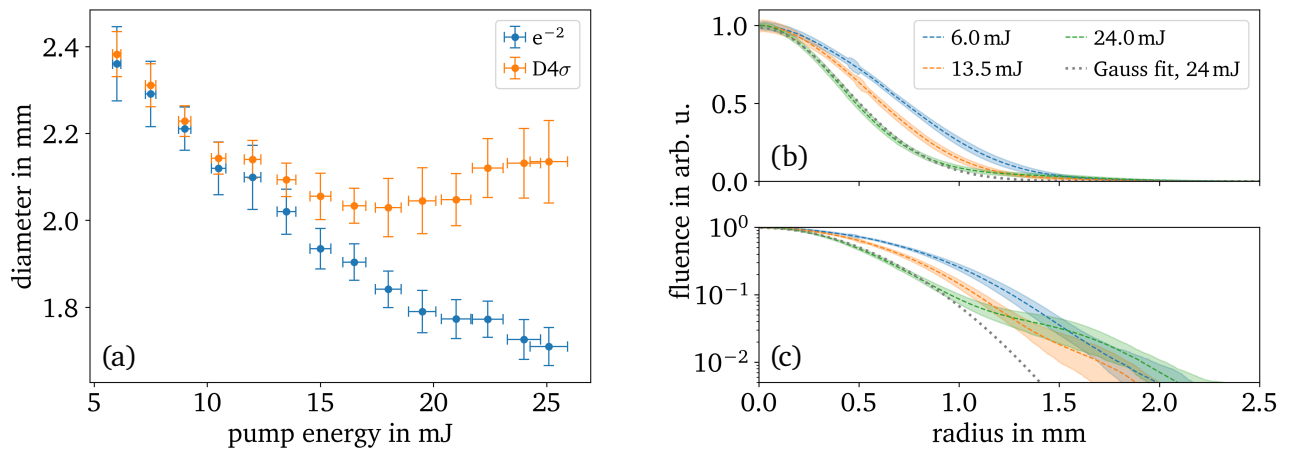 diameter in mm
2.4
2.2
2.0
1.8
e⁻²
D4σ
(a)
5
10
15
20
25
pump energy in mJ
fluence in arb. u.
1.0
0.5
0.0
6.0 mJ
13.5 mJ
24.0 mJ
Gauss fit, 24 mJ
(b)
10⁰
10⁻¹
10⁻²
(c)
0.0
0.5
1.0
1.5
2.0
2.5
radius in mm